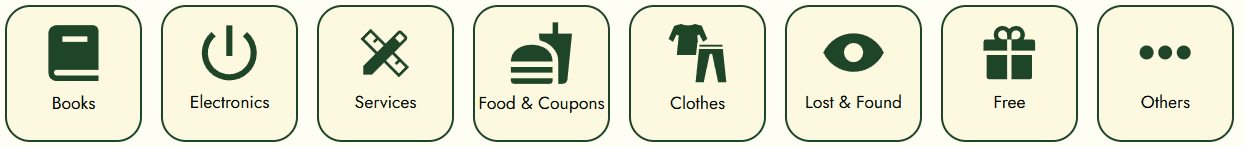 Books
Electronics
Services
Food & Coupons
Clothes
Lost & Found
Free
Others